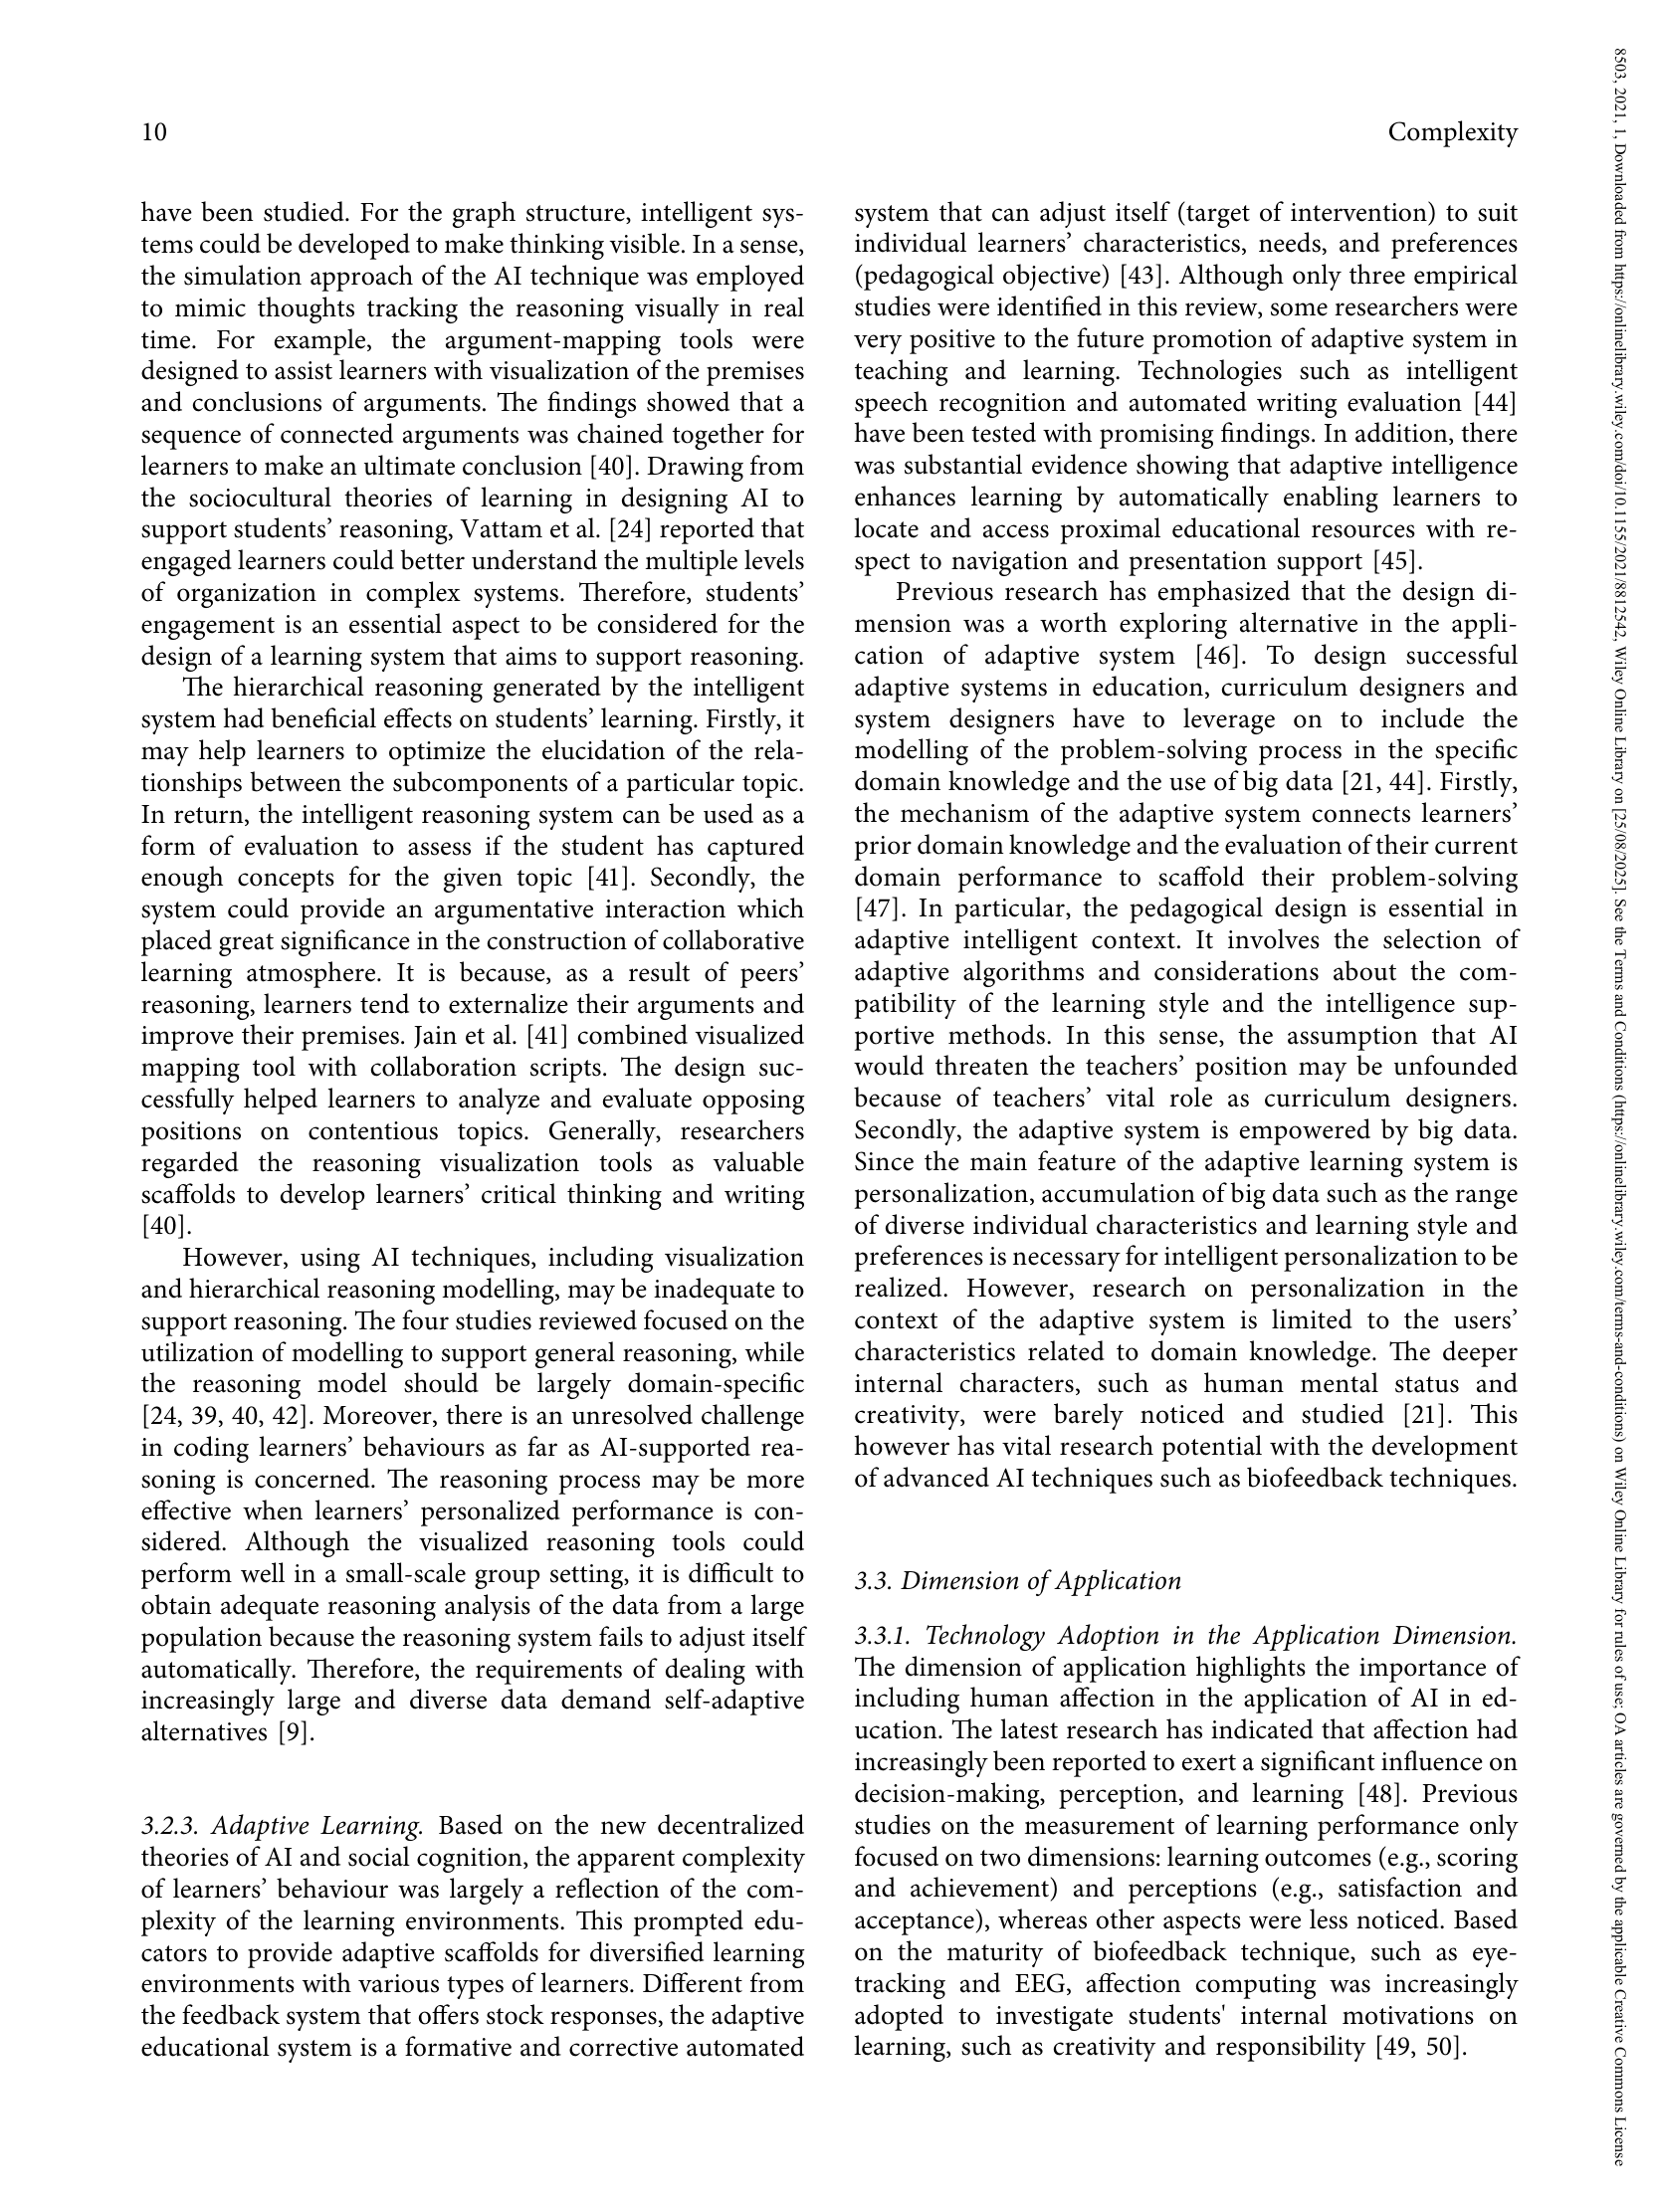 10
Complexity
have been studied. For the graph structure, intelligent sys-
tems could be developed to make thinking visible. In a sense,
the simulation approach of the AI technique was employed
to mimic thoughts tracking the reasoning visually in real
time. For example, the argument-mapping tools were
designed to assist learners with visualization of the premises
and conclusions of arguments. The findings showed that a
sequence of connected arguments was chained together for
learners to make an ultimate conclusion [40]. Drawing from
the sociocultural theories of learning in designing AI to
support students’ reasoning, Vattam et al. [24] reported that
engaged learners could better understand the multiple levels
of organization in complex systems. Therefore, students’
engagement is an essential aspect to be considered for the
design of a learning system that aims to support reasoning.
The hierarchical reasoning generated by the intelligent
system had beneficial effects on students’ learning. Firstly, it
may help learners to optimize the elucidation of the rela-
tionships between the subcomponents of a particular topic.
In return, the intelligent reasoning system can be used as a
form of evaluation to assess if the student has captured
enough concepts for the given topic [41]. Secondly, the
system could provide an argumentative interaction which
placed great significance in the construction of collaborative
learning atmosphere. It is because, as a result of peers’
reasoning, learners tend to externalize their arguments and
improve their premises. Jain et al. [41] combined visualized
mapping tool with collaboration scripts. The design suc-
cessfully helped learners to analyze and evaluate opposing
positions on contentious topics. Generally, researchers
regarded the reasoning visualization tools as valuable
scaffolds to develop learners’ critical thinking and writing
[40].
However, using AI techniques, including visualization
and hierarchical reasoning modelling, may be inadequate to
support reasoning. The four studies reviewed focused on the
utilization of modelling to support general reasoning, while
the reasoning model should be largely domain-specific
[24, 39, 40, 42]. Moreover, there is an unresolved challenge
in coding learners’ behaviours as far as AI-supported rea-
soning is concerned. The reasoning process may be more
effective when learners’ personalized performance is con-
sidered. Although the visualized reasoning tools could
perform well in a small-scale group setting, it is difficult to
obtain adequate reasoning analysis of the data from a large
population because the reasoning system fails to adjust itself
automatically. Therefore, the requirements of dealing with
increasingly large and diverse data demand self-adaptive
alternatives [9].
3.2.3. Adaptive Learning. Based on the new decentralized
theories of AI and social cognition, the apparent complexity
of learners’ behaviour was largely a reflection of the com-
plexity of the learning environments. This prompted edu-
cators to provide adaptive scaffolds for diversified learning
environments with various types of learners. Different from
the feedback system that offers stock responses, the adaptive
educational system is a formative and corrective automated
system that can adjust itself (target of intervention) to suit
individual learners’ characteristics, needs, and preferences
(pedagogical objective) [43]. Although only three empirical
studies were identified in this review, some researchers were
very positive to the future promotion of adaptive system in
teaching and learning. Technologies such as intelligent
speech recognition and automated writing evaluation [44]
have been tested with promising findings. In addition, there
was substantial evidence showing that adaptive intelligence
enhances learning by automatically enabling learners to
locate and access proximal educational resources with re-
spect to navigation and presentation support [45].
Previous research has emphasized that the design di-
mension was a worth exploring alternative in the appli-
cation of adaptive system [46]. To design successful
adaptive systems in education, curriculum designers and
system designers have to leverage on to include the
modelling of the problem-solving process in the specific
domain knowledge and the use of big data [21, 44]. Firstly,
the mechanism of the adaptive system connects learners’
prior domain knowledge and the evaluation of their current
domain performance to scaffold their problem-solving
[47]. In particular, the pedagogical design is essential in
adaptive intelligent context. It involves the selection of
adaptive algorithms and considerations about the com-
patibility of the learning style and the intelligence sup-
portive methods. In this sense, the assumption that AI
would threaten the teachers’ position may be unfounded
because of teachers’ vital role as curriculum designers.
Secondly, the adaptive system is empowered by big data.
Since the main feature of the adaptive learning system is
personalization, accumulation of big data such as the range
of diverse individual characteristics and learning style and
preferences is necessary for intelligent personalization to be
realized. However, research on personalization in the
context of the adaptive system is limited to the users’
characteristics related to domain knowledge. The deeper
internal characters, such as human mental status and
creativity, were barely noticed and studied [21]. This
however has vital research potential with the development
of advanced AI techniques such as biofeedback techniques.
3.3. Dimension of Application
3.3.1. Technology Adoption in the Application Dimension.
The dimension of application highlights the importance of
including human affection in the application of AI in ed-
ucation. The latest research has indicated that affection had
increasingly been reported to exert a significant influence on
decision-making, perception, and learning [48]. Previous
studies on the measurement of learning performance only
focused on two dimensions: learning outcomes (e.g., scoring
and achievement) and perceptions (e.g., satisfaction and
acceptance), whereas other aspects were less noticed. Based
on the maturity of biofeedback technique, such as eye-
tracking and EEG, affection computing was increasingly
adopted to investigate students' internal motivations on
learning, such as creativity and responsibility [49, 50].
8503, 2021, 1, Downloaded from https://onlinelibrary.wiley.com/doi/10.1155/2021/8812542, Wiley Online Library on [25/08/2025]. See the Terms and Conditions (https://onlinelibrary.wiley.com/terms-and-conditions) on Wiley Online Library for rules of use; OA articles are governed by the applicable Creative Commons License